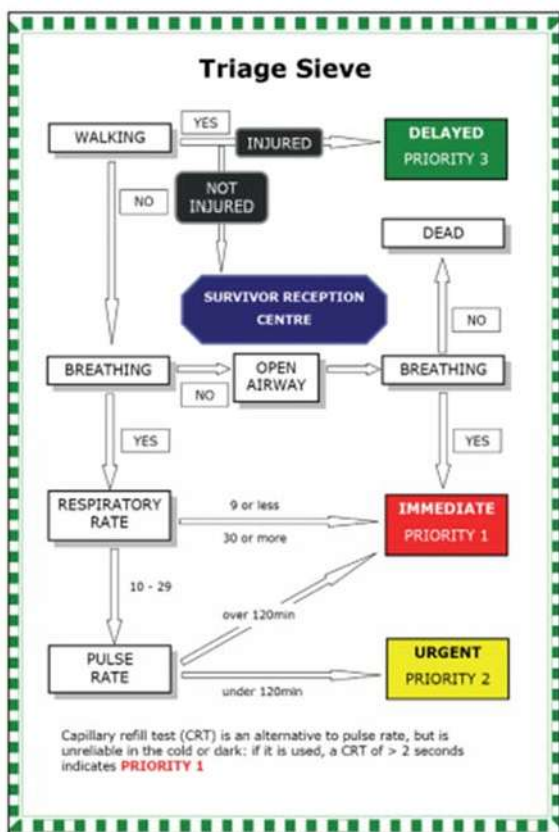 Triage Sieve
WALKING
YES
INJURED
DELAYED
PRIORITY 3
NO
NOT
INJURED
DEAD
SURVIVOR RECEPTION
CENTRE
NO
BREATHING
NO
OPEN
AIRWAY
BREATHING
YES
YES
RESPIRATORY
RATE
9 or less
30 or more
IMMEDIATE
PRIORITY 1
10 - 29
over 120min
PULSE
RATE
under 120min
URGENT
PRIORITY 2
Capillary refill test (CRT) is an alternative to pulse rate, but is
unreliable in the cold or dark: if it is used, a CRT of > 2 seconds
indicates PRIORITY 1